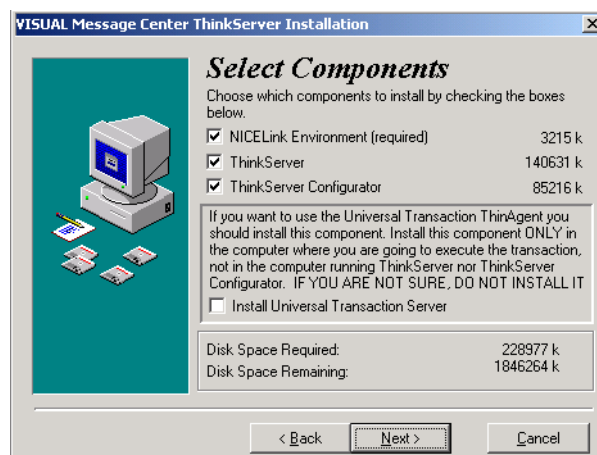 VISUAL Message Center ThinkServer Installation
Select Components
Choose which components to install by checking the boxes
below.
NICELink Environment (required) 3215 k
ThinkServer 140631 k
ThinkServer Configurator 85216 k
If you want to use the Universal Transaction ThinAgent you
should install this component. Install this component ONLY in
the computer where you are going to execute the transaction,
not in the computer running ThinkServer nor ThinkServer
Configurator. IF YOU ARE NOT SURE, DO NOT INSTALL IT
Install Universal Transaction Server
Disk Space Required: 228977 k
Disk Space Remaining: 1846264 k
< Back Next > Cancel